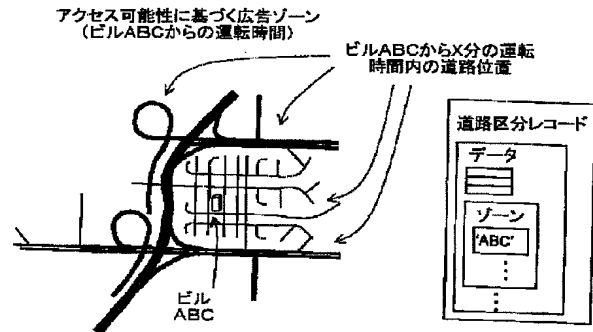 アクセス可能性に基づく広告ゾーン
（ビルABCからの運転時間）
ビルABCからX分の運転
時間内の道路位置
道路区分レコード
データ
ゾーン
'ABC'
ビル
ABC